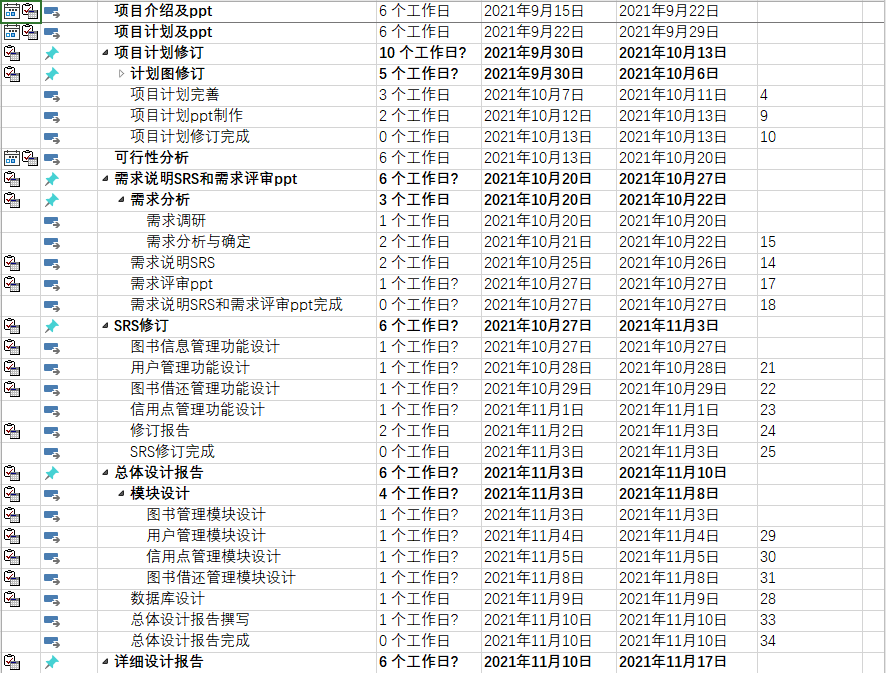 项目介绍及ppt 6 个工作日 2021年9月15日 2021年9月22日
项目计划及ppt 6 个工作日 2021年9月22日 2021年9月29日
项目计划修订 10 个工作日? 2021年9月30日 2021年10月13日
计划图修订 5 个工作日? 2021年9月30日 2021年10月6日
项目计划完善 3 个工作日 2021年10月7日 2021年10月11日 4
项目计划ppt制作 2 个工作日 2021年10月12日 2021年10月13日 9
项目计划修订完成 0 个工作日 2021年10月13日 2021年10月13日 10
可行性分析 6 个工作日 2021年10月13日 2021年10月20日
需求说明SRS和需求评审ppt 6 个工作日? 2021年10月20日 2021年10月27日
需求分析 3 个工作日 2021年10月20日 2021年10月22日
需求调研 1 个工作日 2021年10月20日 2021年10月20日
需求分析与确定 2 个工作日 2021年10月21日 2021年10月22日 15
需求说明SRS 2 个工作日 2021年10月25日 2021年10月26日 14
需求评审ppt 1 个工作日? 2021年10月27日 2021年10月27日 17
需求说明SRS和需求评审ppt完成 0 个工作日? 2021年10月27日 2021年10月27日 18
SRS修订 6 个工作日? 2021年10月27日 2021年11月3日
图书信息管理功能设计 1 个工作日? 2021年10月27日 2021年10月27日
用户管理功能设计 1 个工作日? 2021年10月28日 2021年10月28日 21
图书借还管理功能设计 1 个工作日? 2021年10月29日 2021年10月29日 22
信用点管理功能设计 1 个工作日? 2021年11月1日 2021年11月1日 23
修订报告 2 个工作日 2021年11月2日 2021年11月3日 24
SRS修订完成 0 个工作日 2021年11月3日 2021年11月3日 25
总体设计报告 6 个工作日? 2021年11月3日 2021年11月10日
模块设计 4 个工作日? 2021年11月3日 2021年11月8日
图书管理模块设计 1 个工作日? 2021年11月3日 2021年11月3日
用户管理模块设计 1 个工作日? 2021年11月4日 2021年11月4日 29
信用点管理模块设计 1 个工作日? 2021年11月5日 2021年11月5日 30
图书借还管理模块设计 1 个工作日? 2021年11月8日 2021年11月8日 31
数据库设计 1 个工作日 2021年11月9日 2021年11月9日 28
总体设计报告撰写 1 个工作日? 2021年11月10日 2021年11月10日 33
总体设计报告完成 0 个工作日 2021年11月10日 2021年11月10日 34
详细设计报告 6 个工作日? 2021年11月10日 2021年11月17日